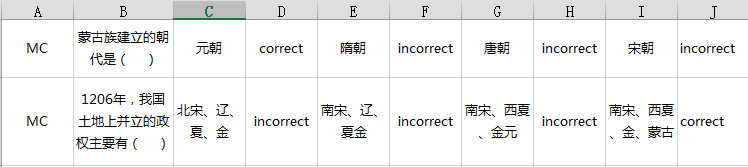 A B C D E F G H I J
MC 蒙古族建立的朝代是（ ） 元朝 correct 隋朝 incorrect 唐朝 incorrect 宋朝 incorrect
MC 1206年，我国土地上并立的政权主要有（ ） 北宋、辽、夏、金 incorrect 南宋、辽、夏金 incorrect 南宋、西夏、金元 incorrect 南宋、西夏、金、蒙古 correct